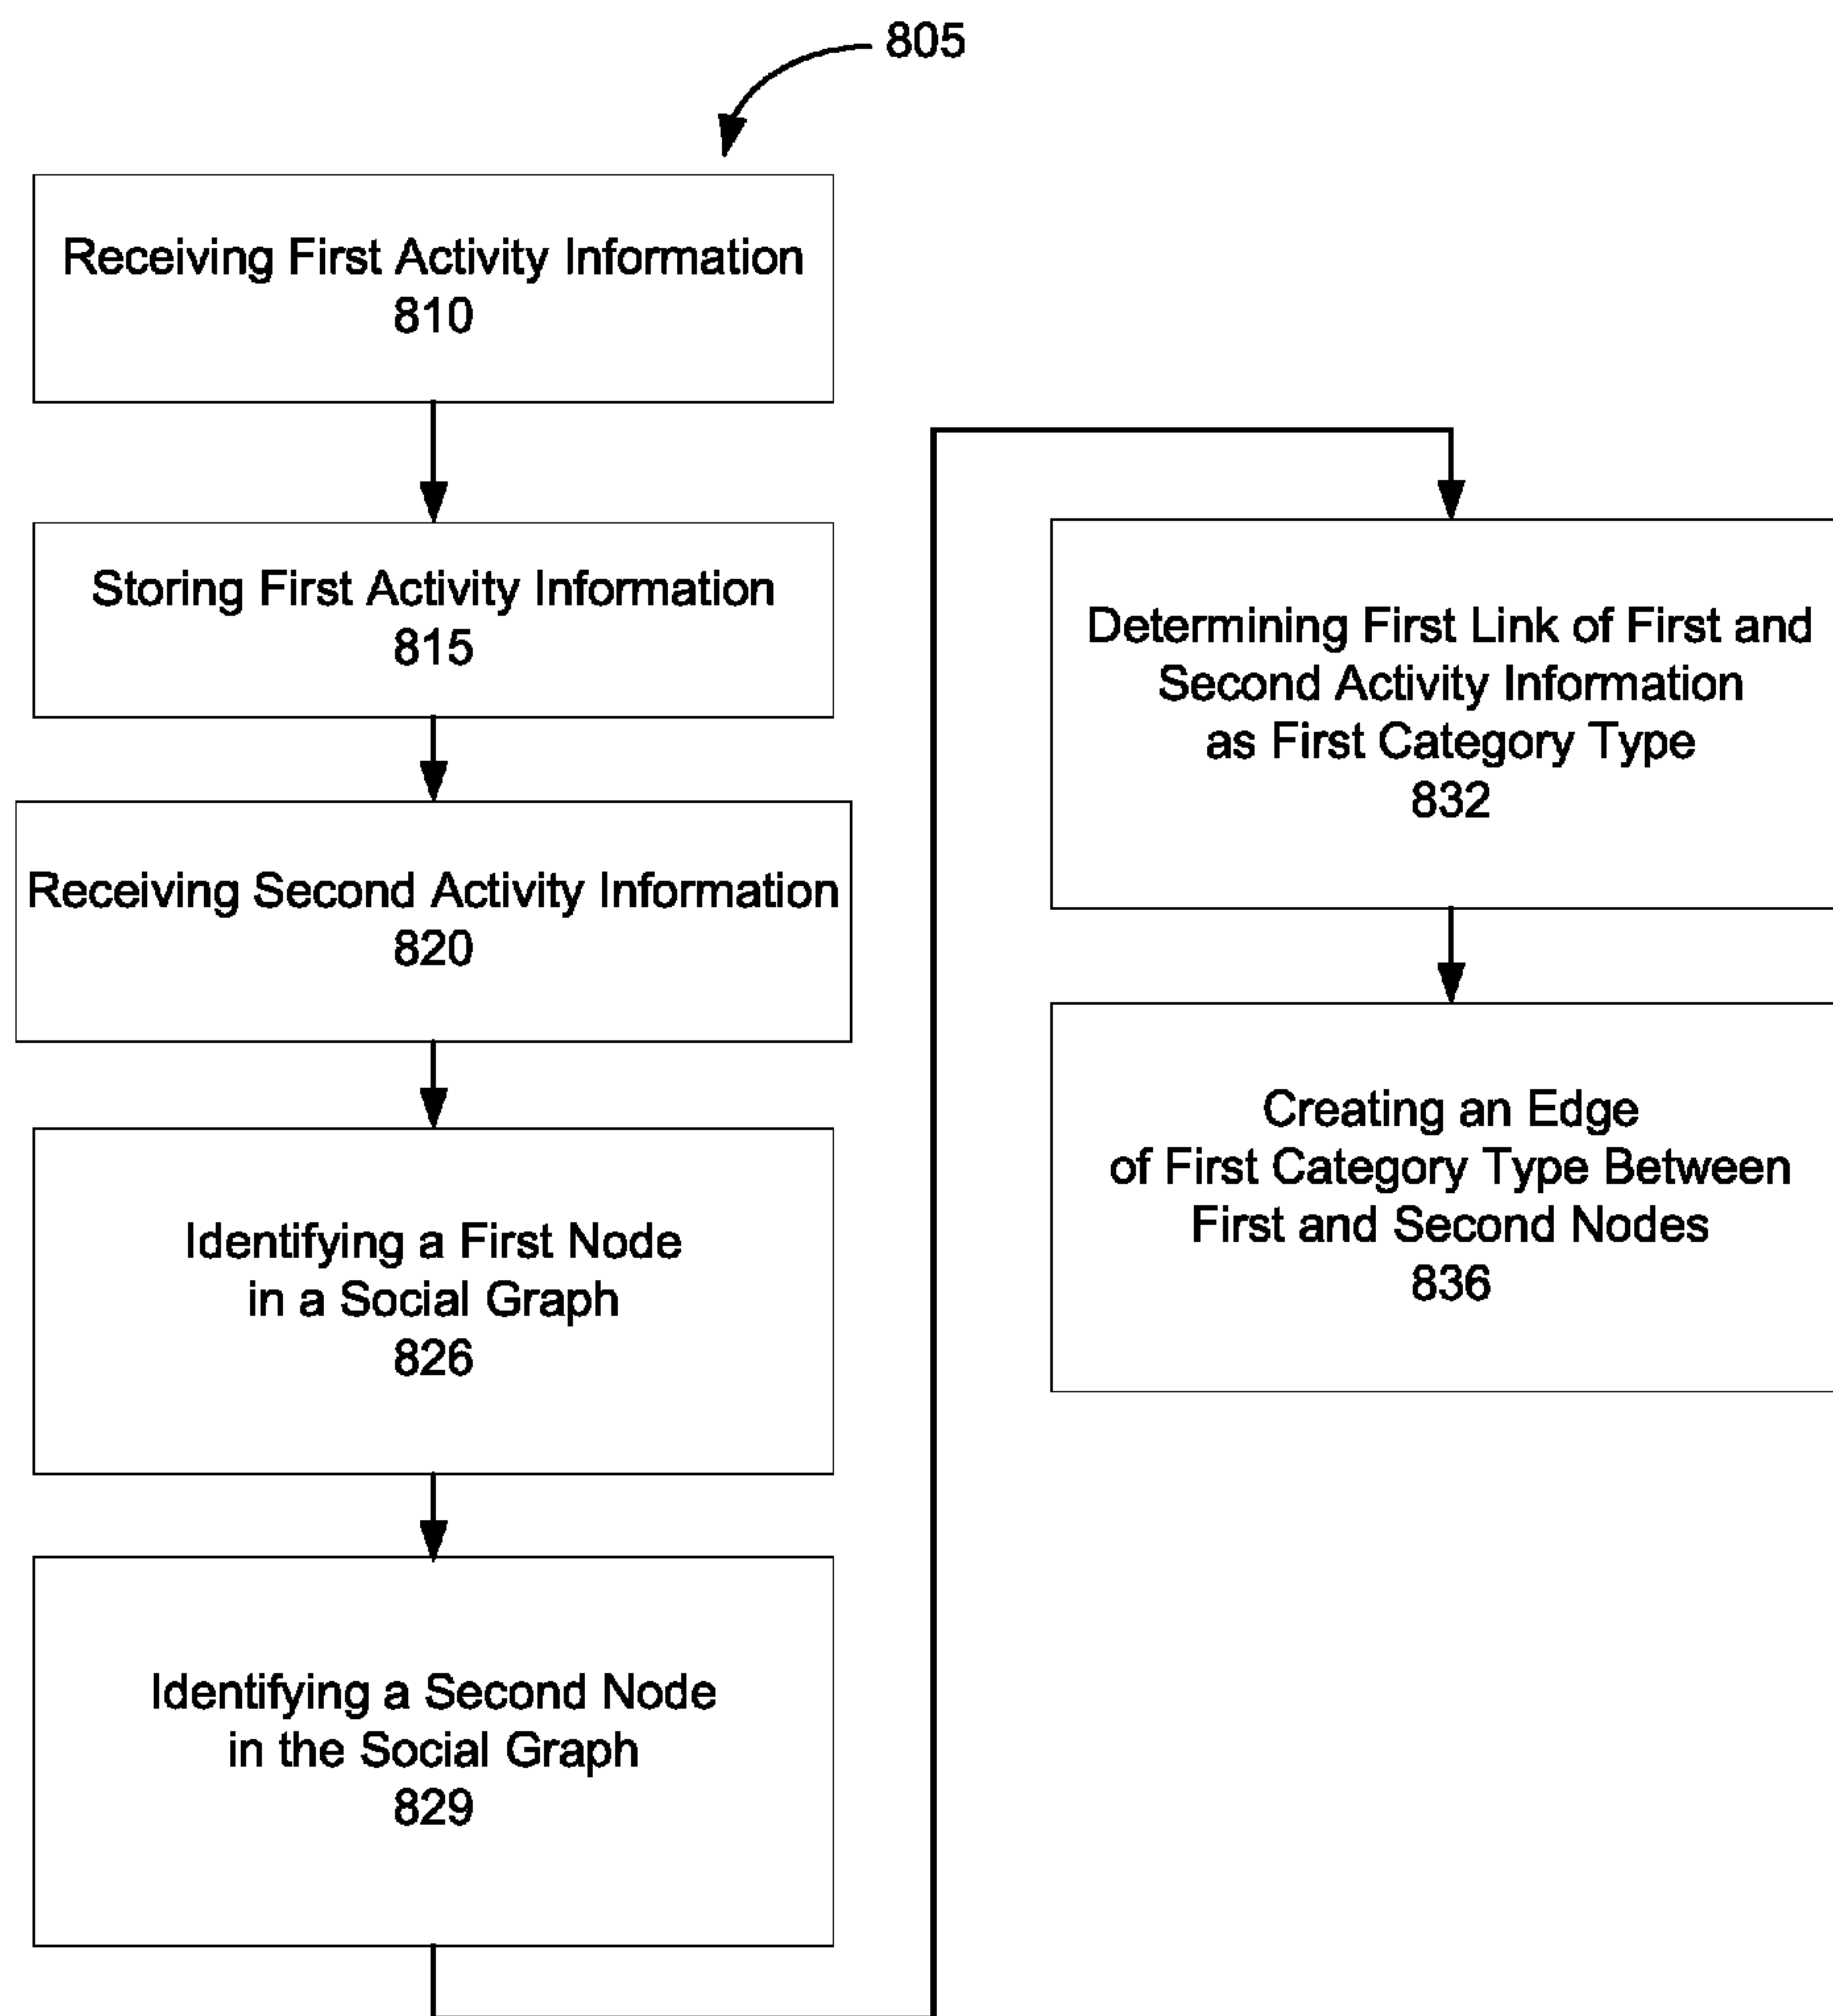 805
Receiving First Activity Information
810
Storing First Activity Information
815
Receiving Second Activity Information
820
Identifying a First Node
in a Social Graph
826
Identifying a Second Node
in the Social Graph
829
Determining First Link of First and
Second Activity Information
as First Category Type
832
Creating an Edge
of First Category Type Between
First and Second Nodes
836